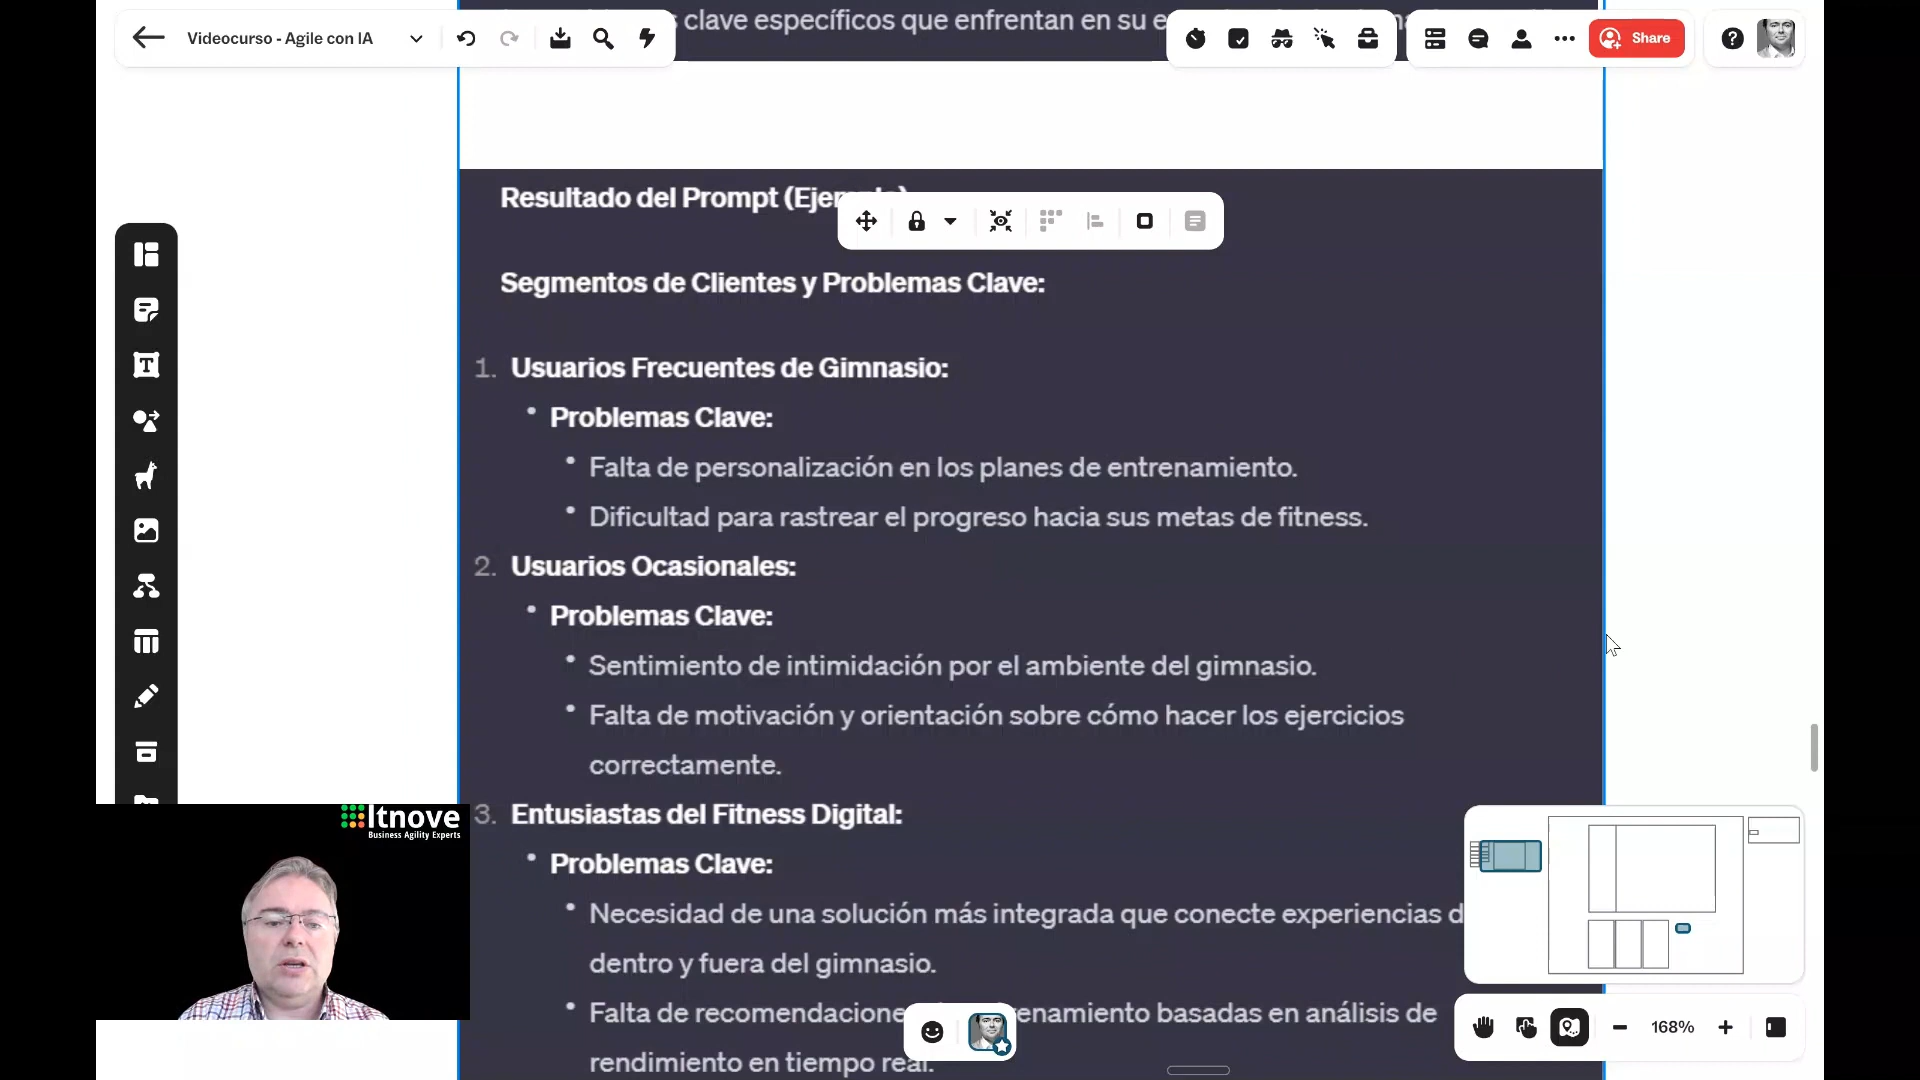 clave específicos que enfrentan en su
Videocurso - Agile con IA
Share
Resultado del Prompt
Segmentos de Clientes y Problemas Clave:
1. Usuarios Frecuentes de Gimnasio:
• Problemas Clave:
• Falta de personalización en los planes de entrenamiento.
• Dificultad para rastrear el progreso hacia sus metas de fitness.
2. Usuarios Ocasionales:
• Problemas Clave:
• Sentimiento de intimidación por el ambiente del gimnasio.
• Falta de motivación y orientación sobre cómo hacer los ejercicios
correctamente.
3. Entusiastas del Fitness Digital:
• Problemas Clave:
• Necesidad de una solución más integrada que conecte experiencias
dentro y fuera del gimnasio.
• Falta de basadas en análisis de
rendimiento en tiempo real.
Itnove
Business Agility Experts
168%